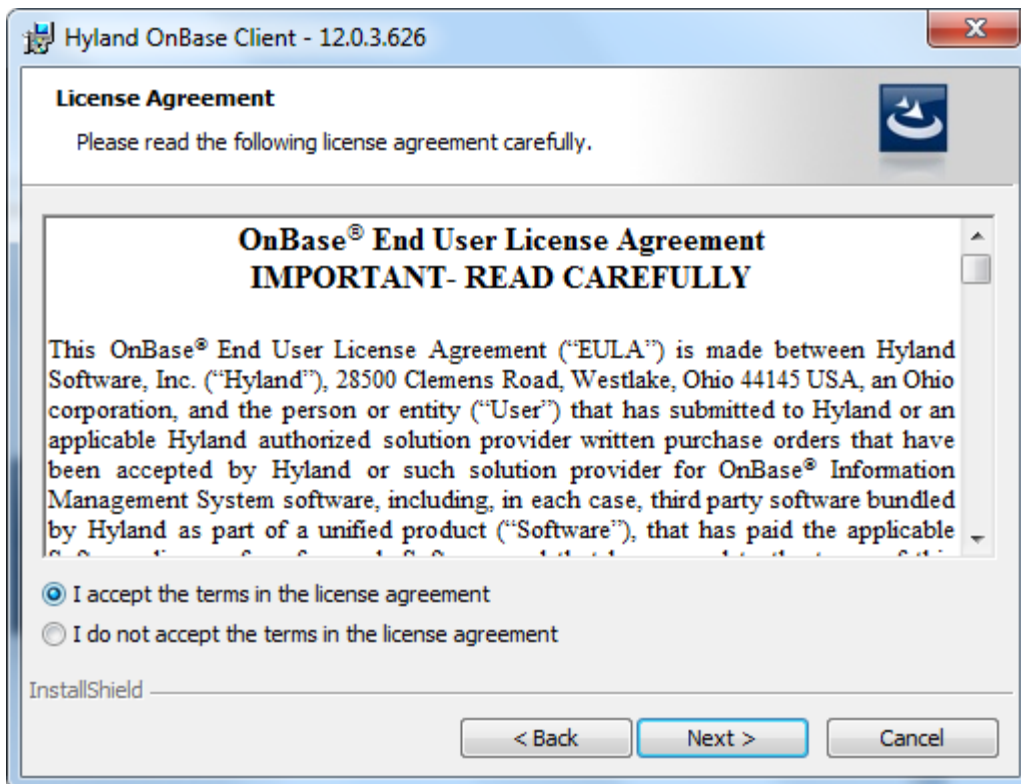 Hyland OnBase Client - 12.0.3.626
License Agreement
Please read the following license agreement carefully.
OnBase® End User License Agreement
IMPORTANT- READ CAREFULLY
This OnBase® End User License Agreement (“EULA”) is made between Hyland
Software, Inc. (“Hyland”), 28500 Clemens Road, Westlake, Ohio 44145 USA, an Ohio
corporation, and the person or entity (“User”) that has submitted to Hyland or an
applicable Hyland authorized solution provider written purchase orders that have
been accepted by Hyland or such solution provider for OnBase® Information
Management System software, including, in each case, third party software bundled
by Hyland as part of a unified product (“Software”), that has paid the applicable
I accept the terms in the license agreement
I do not accept the terms in the license agreement
InstallShield
< Back
Next >
Cancel